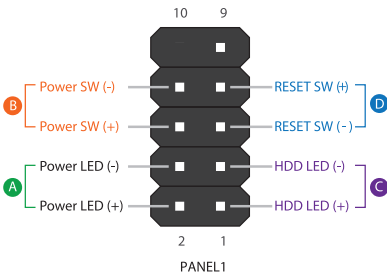 10 9
Power SW (-) RESET SW (+)
B D
Power SW (+) RESET SW (-)
Power LED (-) HDD LED (-)
A C
Power LED (+) HDD LED (+)
2 1
PANEL1